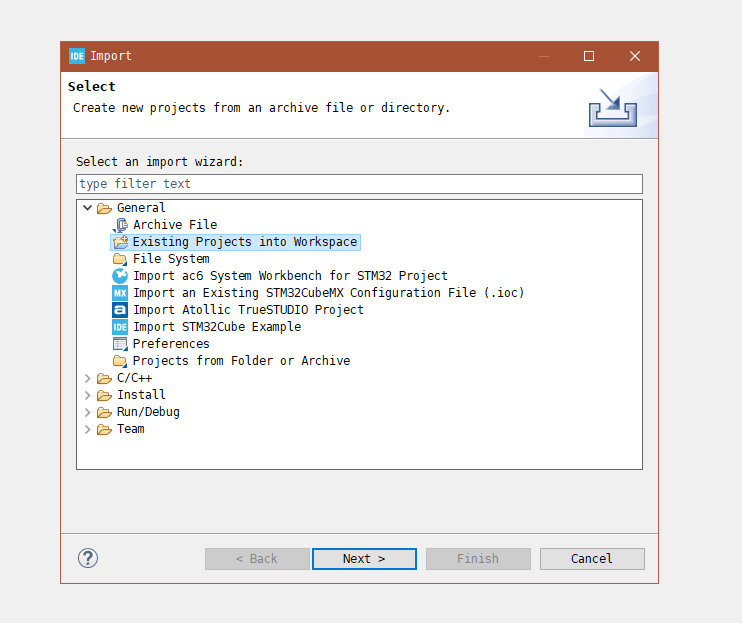 IDE Import
Select
Create new projects from an archive file or directory.
Select an import wizard:
type filter text
General
Archive File
Existing Projects into Workspace
File System
Import ac6 System Workbench for STM32 Project
MX Import an Existing STM32CubeMX Configuration File (.ioc)
a Import Atollic TrueSTUDIO Project
IDE Import STM32Cube Example
Preferences
Projects from Folder or Archive
C/C++
Install
Run/Debug
Team
? < Back Next > Finish Cancel